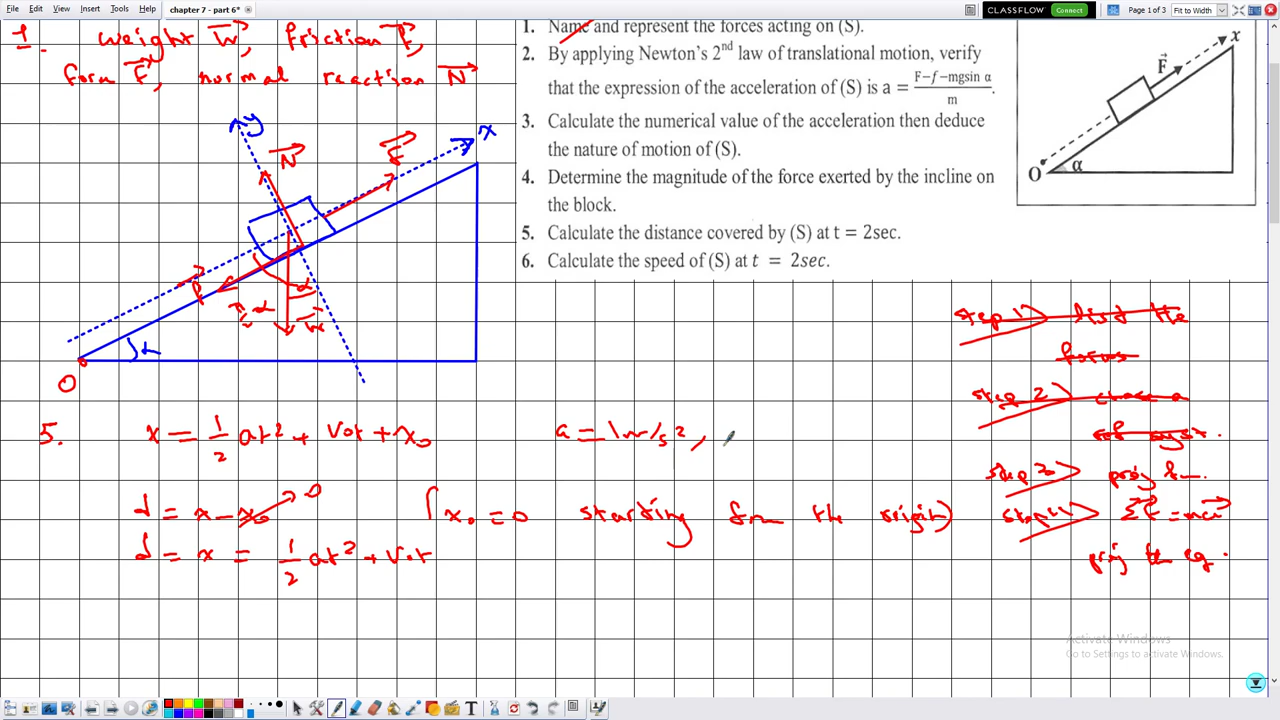 File Edit View Insert Tools Help chapter 7 - part 6* CLASSFLOW Connect Page 1 of 3 Fit to Width
1. weight W, friction f,
form F, normal reaction N
1. Name and represent the forces acting on (S).
2. By applying Newton's 2nd law of translational motion, verify
that the expression of the acceleration of (S) is a = F−f−mgsin α / m.
3. Calculate the numerical value of the acceleration then deduce
the nature of motion of (S).
4. Determine the magnitude of the force exerted by the incline on
the block.
5. Calculate the distance covered by (S) at t = 2sec.
6. Calculate the speed of (S) at t = 2sec.
F x
O α
y x
N F
f α W
O α
step 1 list the
forces
step 2 choose a
ref syst.
step 3 proj
step 4 ΣF = ma
proj the eq.
5. x = 1/2 at² + Vot + x₀ a = 1m/s²,
d = x − x₀ 0 [x₀ = 0 starting from the origin)
d = x = 1/2 at² + Vot
Activate Windows
Go to Settings to activate Windows.